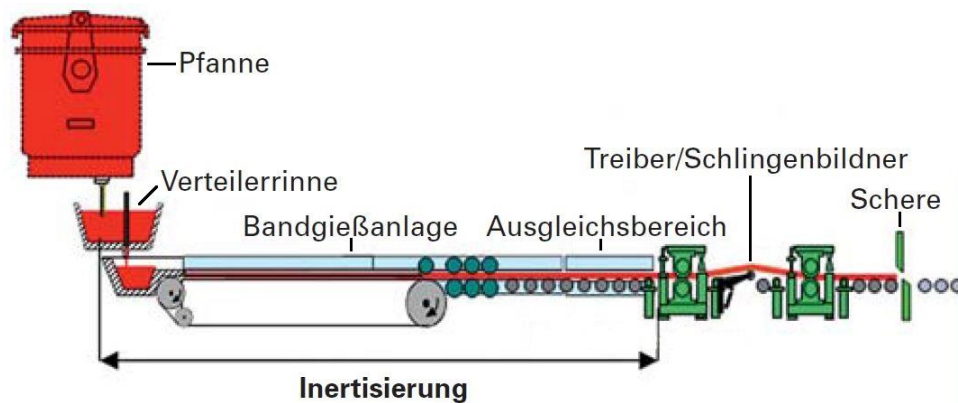 Pfanne
Treiber/Schlingenbildner
Verteilerrinne
Schere
Bandgießanlage
Ausgleichsbereich
Inertisierung